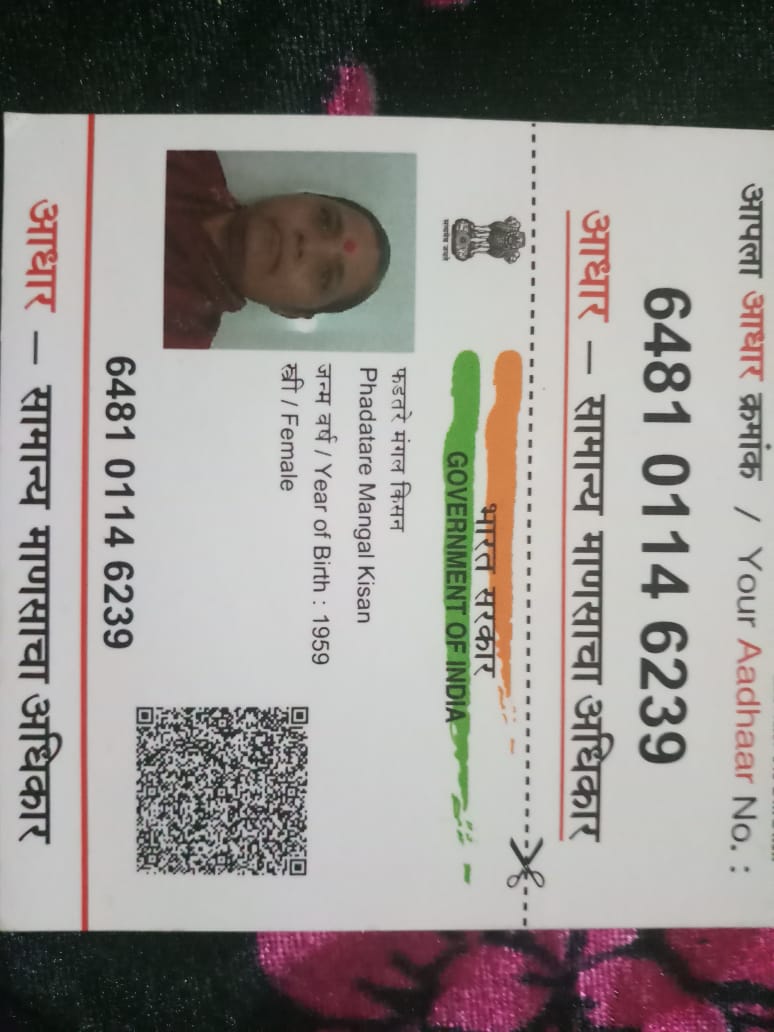 आपला आधार क्रमांक / Your Aadhaar No. :
6481 0114 6239
आधार — सामान्य माणसाचा अधिकार
भारत सरकार
GOVERNMENT OF INDIA
सत्यमेव जयते
फडतरे मंगल किसन
Phadatare Mangal Kisan
जन्म वर्ष / Year of Birth : 1959
स्त्री / Female
6481 0114 6239
आधार — सामान्य माणसाचा अधिकार